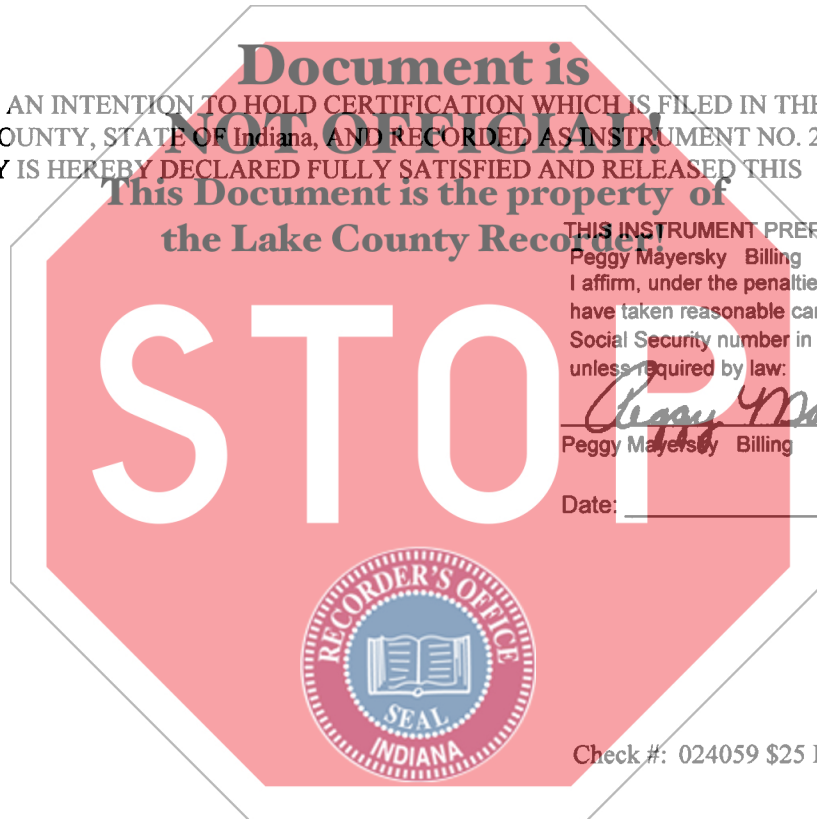 Document is
AN INTENTION TO HOLD CERTIFICATION WHICH IS FILED IN THE
OUNTY, STATE OF Indiana, AND RECORDED AS INSTRUMENT NO. 2
NOT OFFICIAL!
Y IS HEREBY DECLARED FULLY SATISFIED AND RELEASED THIS
This Document is the property of
the Lake County Recorder!
THIS INSTRUMENT PREP
Peggy Mayersky Billing
I affirm, under the penaltie
have taken reasonable car
Social Security number in
unless required by law:
STOP
Peggy Ma
Peggy Mayersky Billing
Date:
RECORDER'S OFFICE
SEAL
INDIANA
Check #: 024059 $25